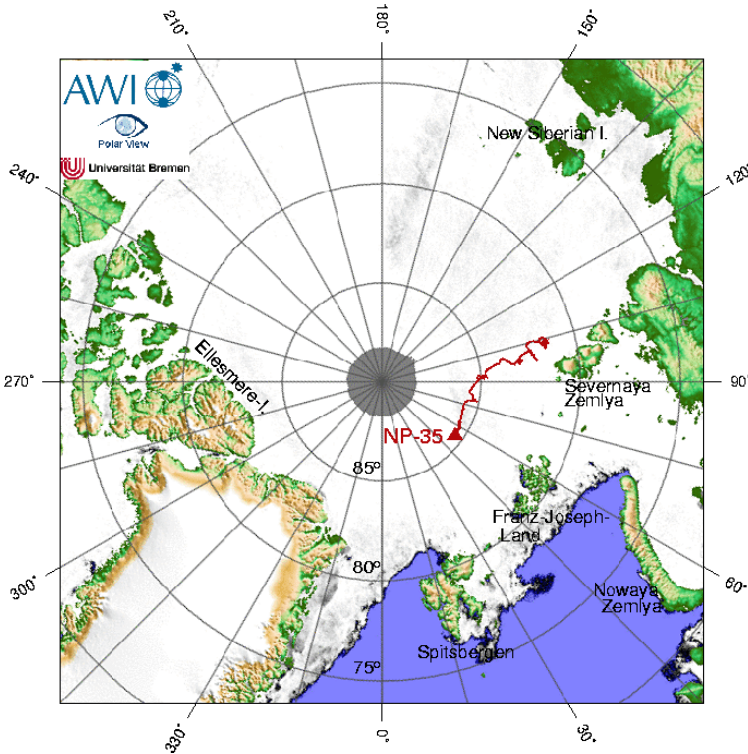 180°
210°
150°
AWI
Polar View
Universität Bremen
New Siberian I.
240°
120°
Ellesmere-I.
270°
90°
Severnaya
Zemlya
NP-35
85°
Franz-Joseph-
Land
80°
300°
60°
Nowaya
Zemlya
Spitsbergen
75°
330°
0°
30°